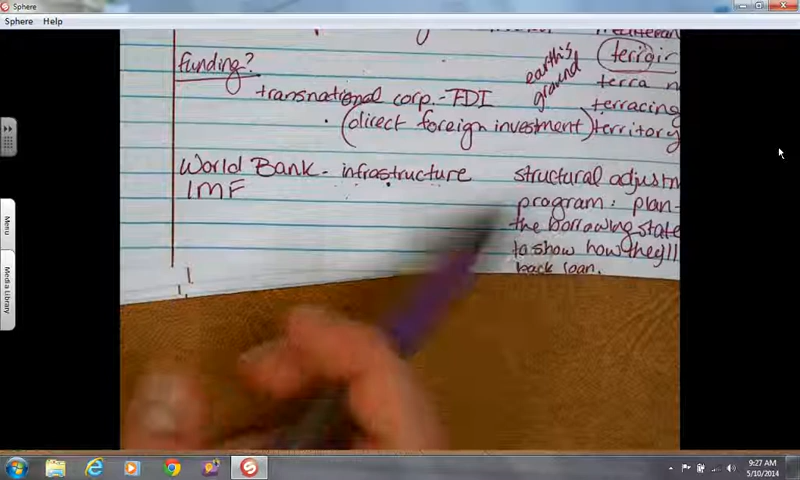 Sphere
Sphere Help
funding?
transnational corp. - FDI
(direct foreign investment)
World Bank - infrastructure
IMF
earth's
ground
terroir
terra
terracing
territory
structural adjustm
program: plan-
the borrowing state
to show how they'll
back loan.
Menu
Media Library
9:27 AM
5/10/2014